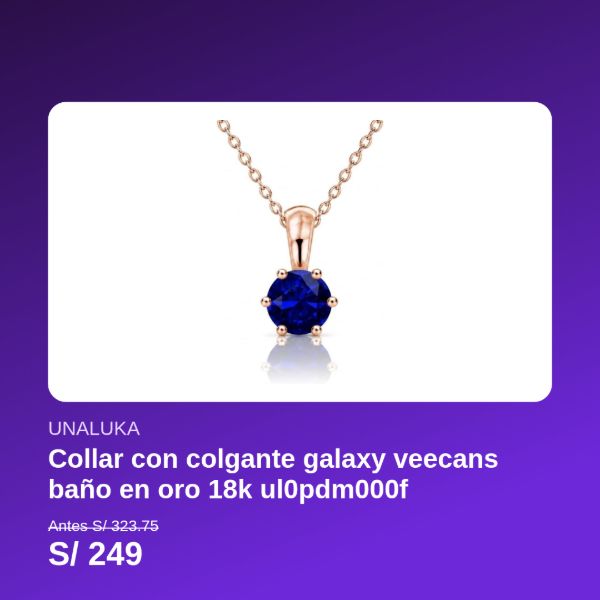 UNALUKA
Collar con colgante galaxy veecans
baño en oro 18k ul0pdm000f
Antes S/ 323.75
S/ 249